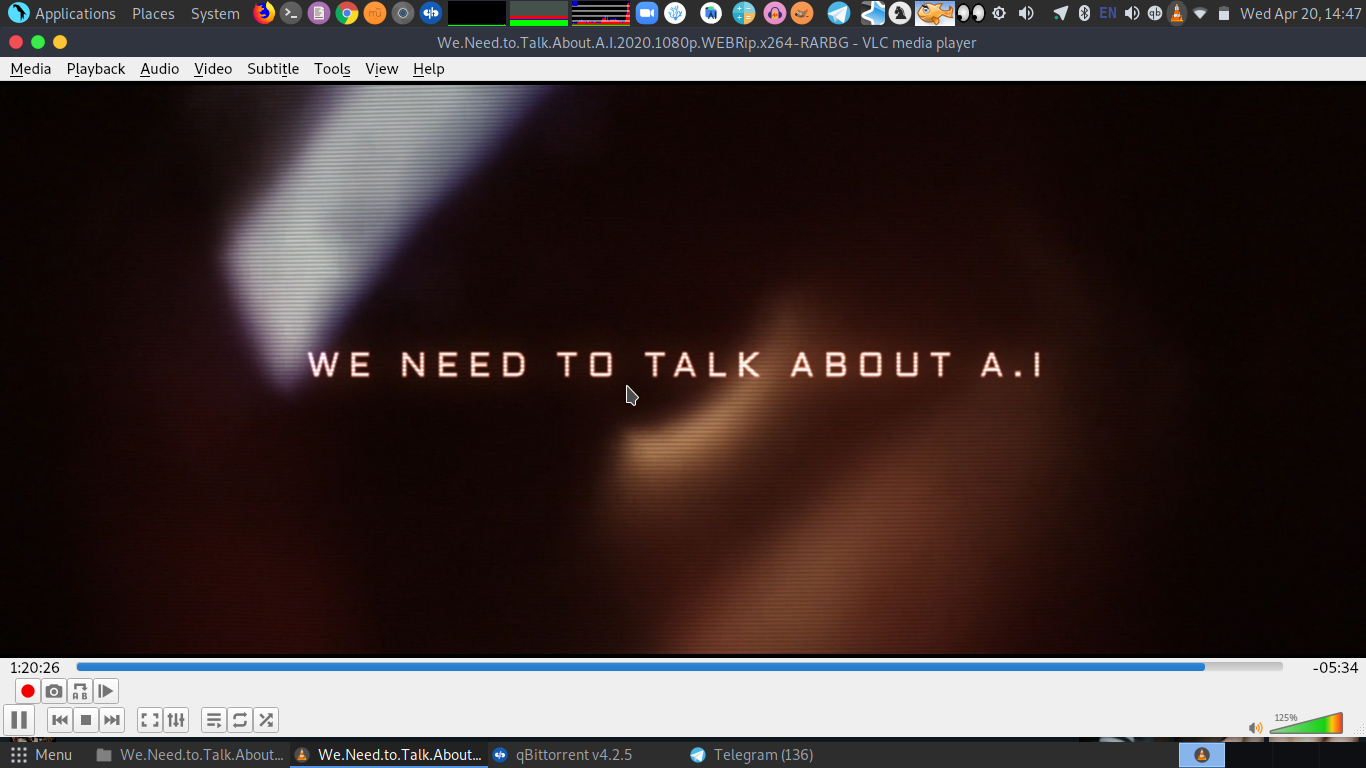 Applications Places System EN Wed Apr 20, 14:47
We.Need.to.Talk.About.A.I.2020.1080p.WEBRip.x264-RARBG - VLC media player
Media Playback Audio Video Subtitle Tools View Help
WE NEED TO TALK ABOUT A.I
1:20:26 -05:34
125%
Menu We.Need.to.Talk.About... We.Need.to.Talk.About... qBittorrent v4.2.5 Telegram (136)